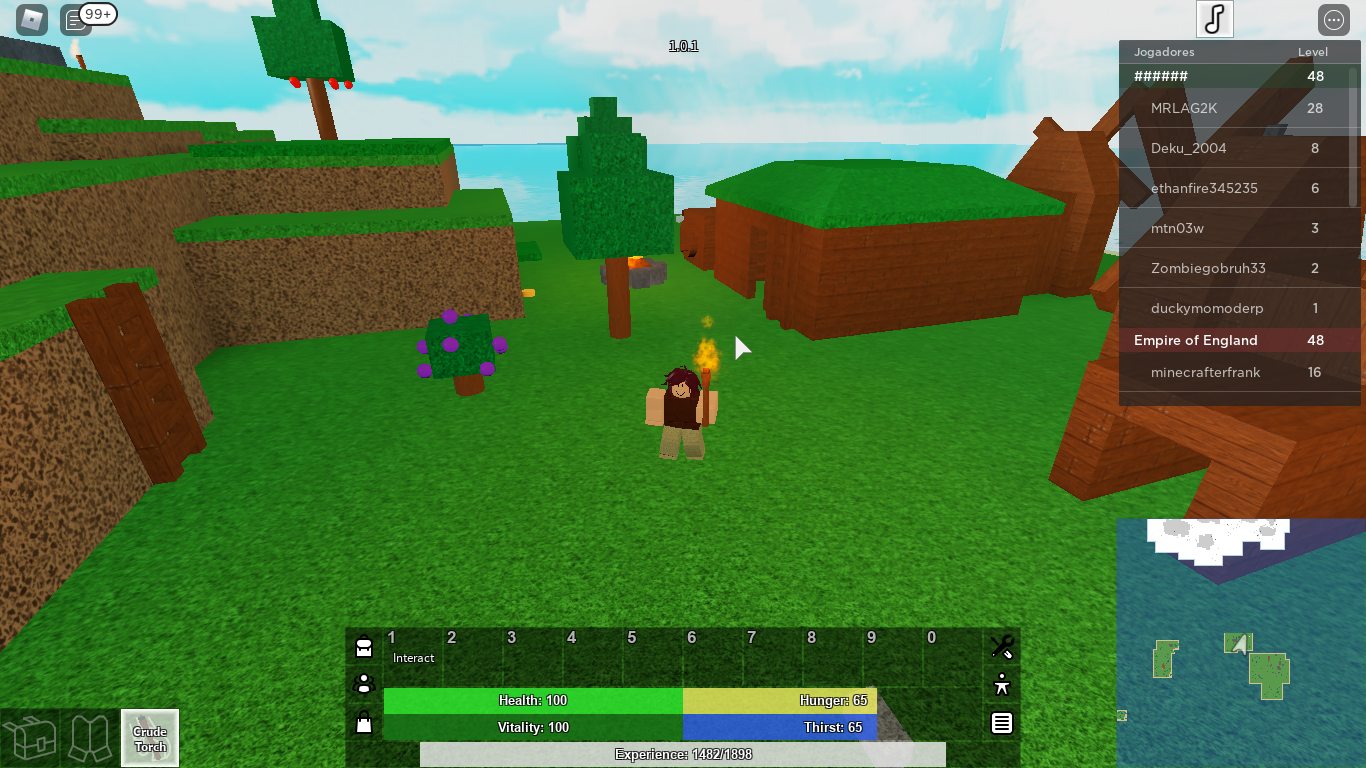 99+
1.0.1
Jogadores Level
###### 48
MRLAG2K 28
Deku_2004 8
ethanfire345235 6
mtn03w 3
Zombiegobruh33 2
duckymomoderp 1
Empire of England 48
minecrafterfrank 16
1 2 3 4 5 6 7 8 9 0
Interact
Health: 100 Hunger: 65
Vitality: 100 Thirst: 65
Experience: 1482/1898
Crude
Torch